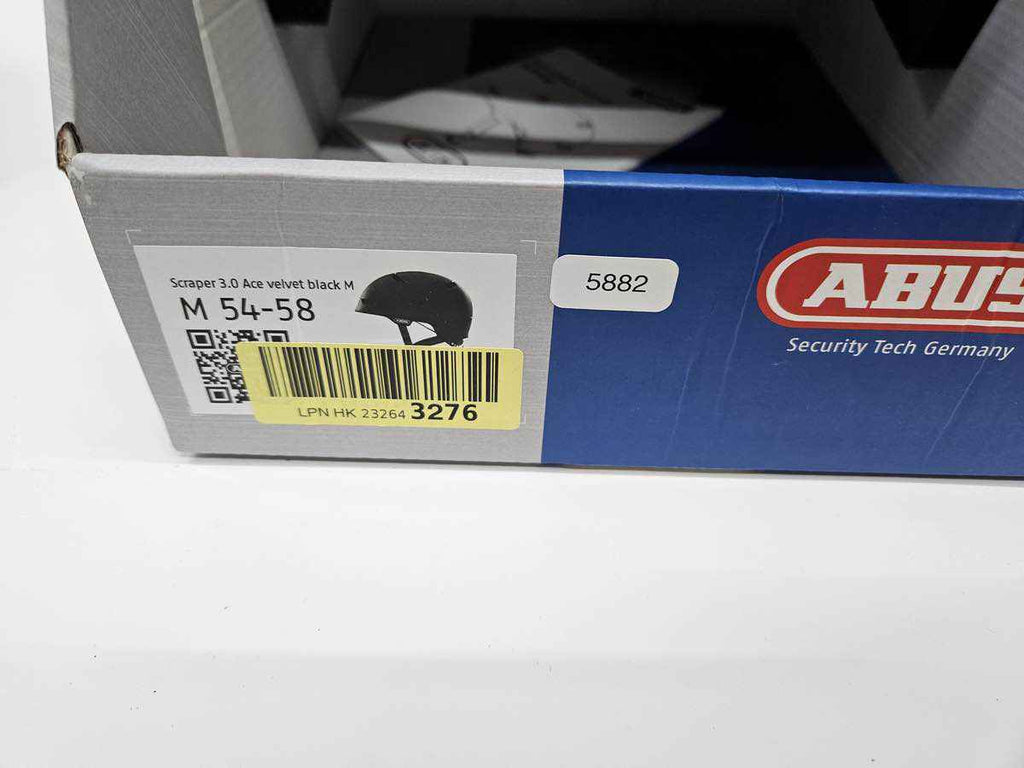 Scraper 3.0 Ace velvet black M
M 54-58
LPN HK 23264 3276
5882
ABUS
Security Tech Germany